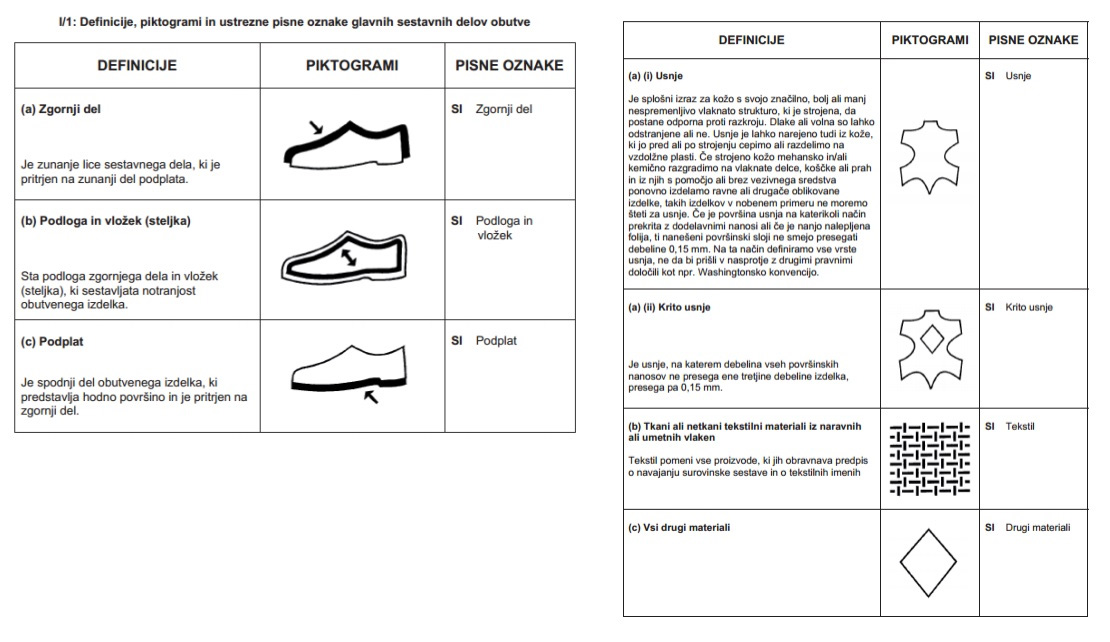 I/1: Definicije, piktogrami in ustrezne pisne oznake glavnih sestavnih delov obutve
DEFINICIJE
PIKTOGRAMI
PISNE OZNAKE
(a) Zgornji del
SI Zgornji del
Je zunanje lice sestavnega dela, ki je
pritrjen na zunanji del podplata.
(b) Podloga in vložek (steljka)
SI Podloga in
vložek
Sta podloga zgornjega dela in vložek
(steljka), ki sestavljata notranjost
obutvenega izdelka.
(c) Podplat
SI Podplat
Je spodnji del obutvenega izdelka, ki
predstavlja hodno površino in je pritrjen na
zgornji del.
DEFINICIJE
PIKTOGRAMI
PISNE OZNAKE
(a) (i) Usnje
SI Usnje
Je splošni izraz za kožo s svojo značilno, bolj ali manj
nespremenljivo vlaknato strukturo, ki je strojena, da
postane odporna proti razkroju. Dlake ali volna so lahko
odstranjene ali ne. Usnje je lahko narejeno tudi iz kože,
ki jo pred ali po strojenju cepimo ali razdelimo na
vzdolžne plasti. Če strojeno kožo mehansko in/ali
kemično razgradimo na vlaknate delce, koščke ali prah
in iz njih s pomočjo ali brez vezivnega sredstva
ponovno izdelamo ravne ali drugače oblikovane
izdelke, takih izdelkov v nobenem primeru ne moremo
šteti za usnje. Če je površina usnja na katerikoli način
prekrita z dodelavnimi nanosi ali če je nanjo nalepljena
folija, ti nanešeni površinski sloji ne smejo presegati
debeline 0,15 mm. Na ta način definiramo vse vrste
usnja, ne da bi prišli v nasprotje z drugimi pravnimi
določili kot npr. Washingtonsko konvencijo.
(a) (ii) Krito usnje
SI Krito usnje
Je usnje, na katerem debelina vseh površinskih
nanosov ne presega ene tretjine debeline izdelka,
presega pa 0,15 mm.
(b) Tkani ali netkani tekstilni materiali iz naravnih
ali umetnih vlaken
SI Tekstil
Tekstil pomeni vse proizvode, ki jih obravnava predpis
o navajanju surovinske sestave in o tekstilnih imenih
(c) Vsi drugi materiali
SI Drugi materiali